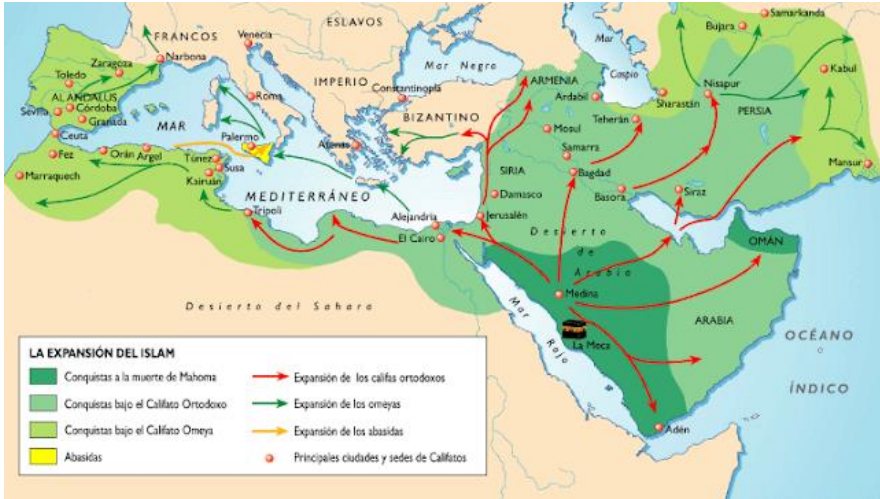 FRANCOS
ESLAVOS
Venecia
Narbona
Zaragoza
Toledo
AL ANDALUS
Córdoba
Sevilla
Granada
Ceuta
Fez
Marraquech
Orán
Argel
MAR
MEDITERRÁNEO
Roma
Palermo
Túnez
Susa
Kairuán
Trípoli
IMPERIO
BIZANTINO
Constantinopla
Atenas
Mar Negro
Mar
Caspio
ARMENIA
Ardabil
Mosul
Samarra
SIRIA
Bagdad
Damasco
Jerusalén
Alejandría
El Cairo
Basora
Teherán
Sharastán
Nisapur
Bujara
Samarkanda
Kabul
PERSIA
Mansur
Siraz
Desierto
de
Arabia
OMÁN
Medina
La Meca
ARABIA
Mar
Rojo
Adén
Desierto del Sahara
OCÉANO
ÍNDICO
LA EXPANSIÓN DEL ISLAM
Conquistas a la muerte de Mahoma
Conquistas bajo el Califato Ortodoxo
Conquistas bajo el Califato Omeya
Abasidas
Expansión de los califas ortodoxos
Expansión de los omeyas
Expansión de los abasidas
Principales ciudades y sedes de Califatos